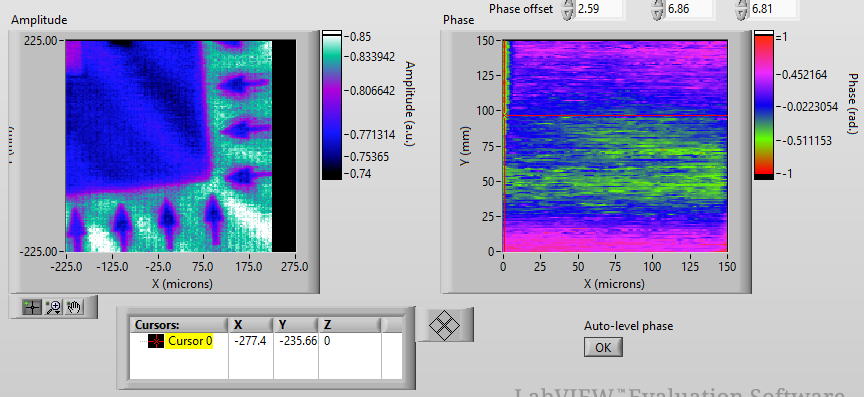 Phase offset 2.59 6.86 6.81
Amplitude
225.00
-225.00
-225.0 -125.0 -25.0 75.0 175.0 275.0
X (microns)
-0.85
-0.833942
-0.806642
-0.771314
-0.75365
-0.74
Amplitude (a.u.)
Phase
150
125
100
75
50
25
0
Y (mm)
0 25 50 75 100 125 150
X (microns)
-1
-0.452164
--0.0223054
--0.511153
--1
Phase (rad.)
Cursors: X Y Z
Cursor 0 -277.4 -235.66 0
Auto-level phase
OK
LabVIEW™ Evaluation Software